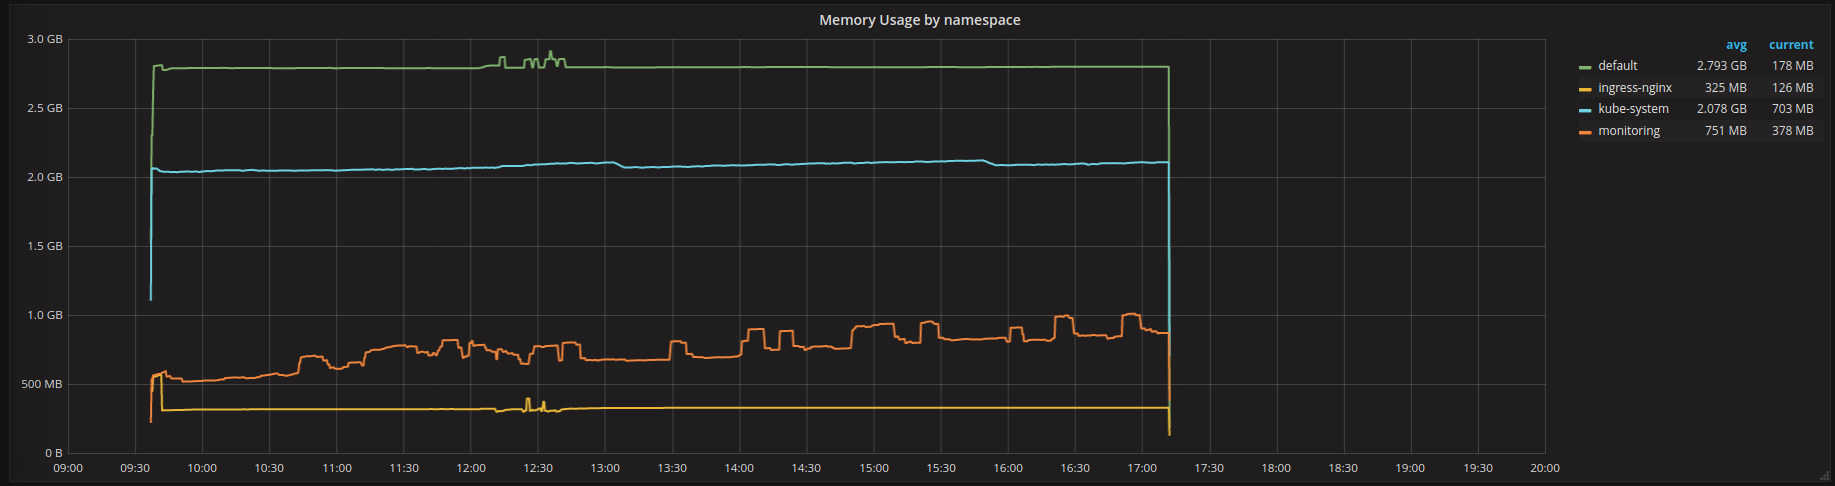 Memory Usage by namespace
3.0 GB
2.5 GB
2.0 GB
1.5 GB
1.0 GB
500 MB
0 B
09:00 09:30 10:00 10:30 11:00 11:30 12:00 12:30 13:00 13:30 14:00 14:30 15:00 15:30 16:00 16:30 17:00 17:30 18:00 18:30 19:00 19:30 20:00
avg current
default 2.793 GB 178 MB
ingress-nginx 325 MB 126 MB
kube-system 2.078 GB 703 MB
monitoring 751 MB 378 MB